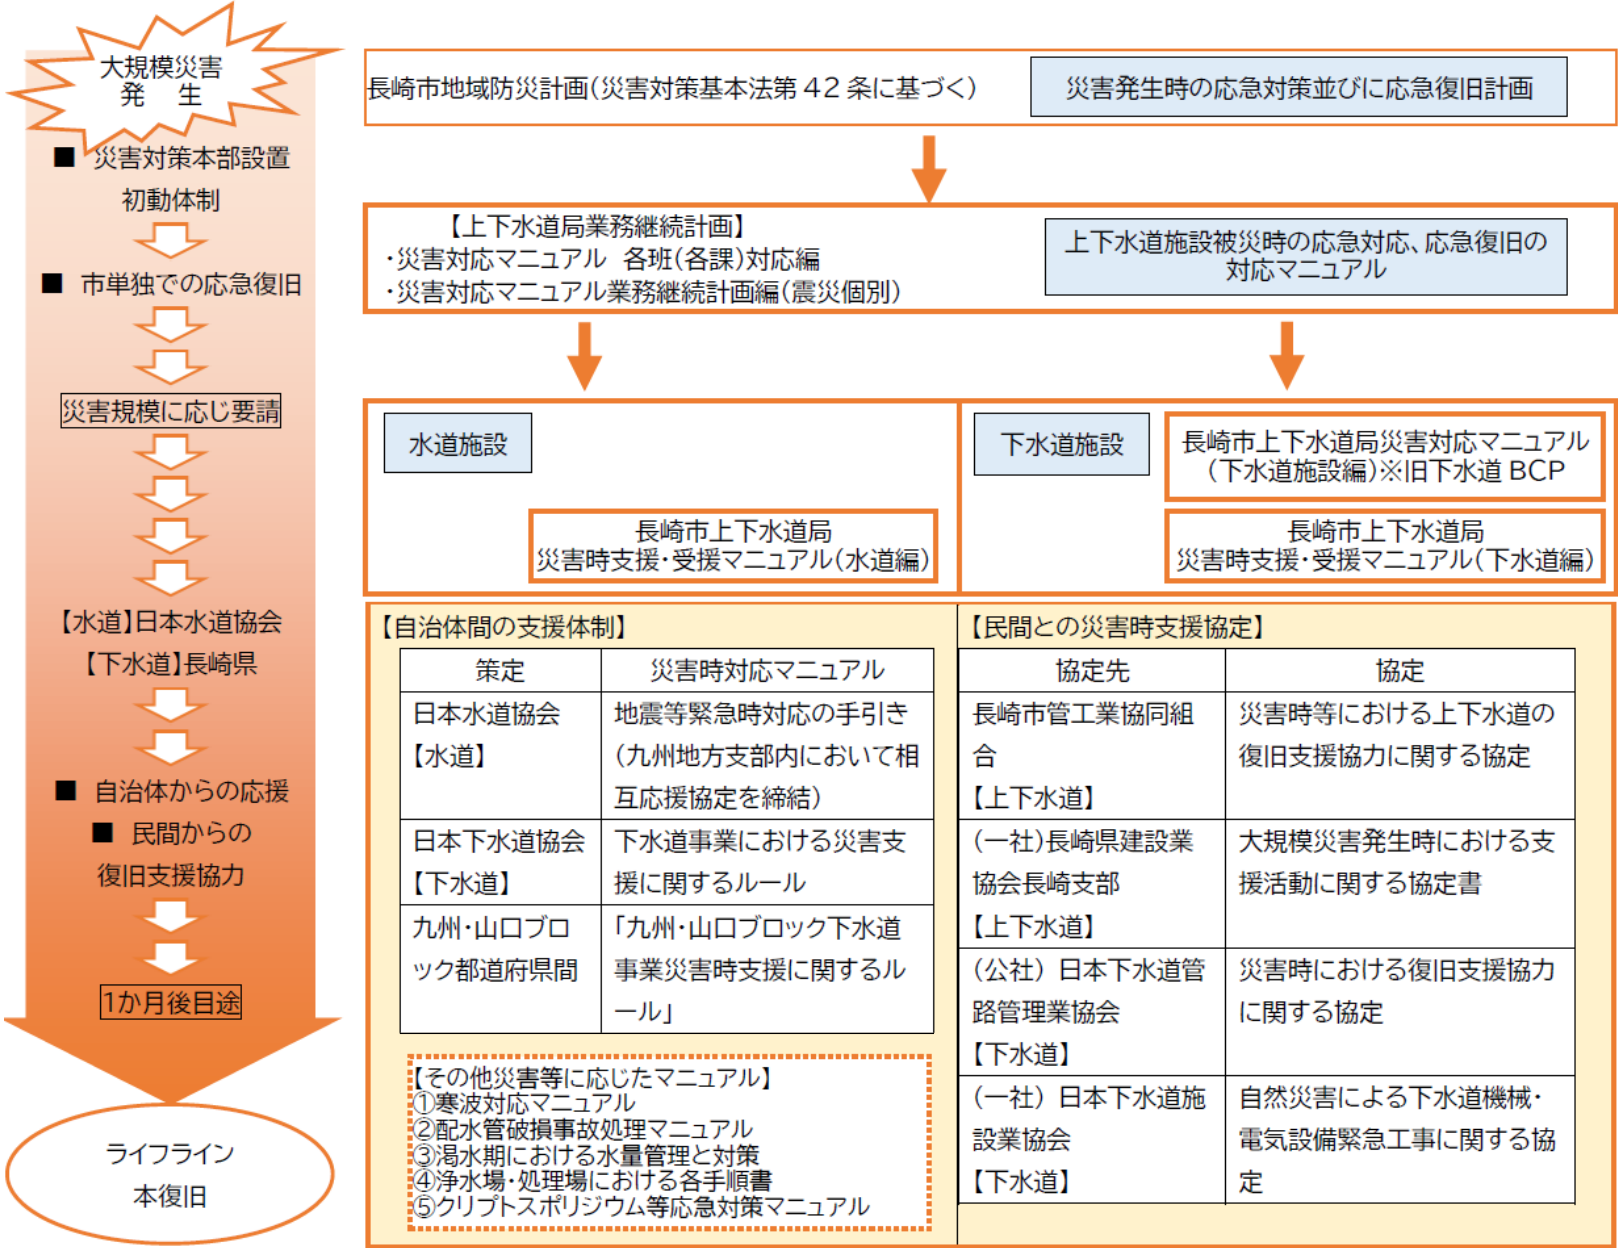 大規模災害
発 生
■ 災害対策本部設置
初動体制
■ 市単独での応急復旧
災害規模に応じ要請
【水道】日本水道協会
【下水道】長崎県
■ 自治体からの応援
■ 民間からの
復旧支援協力
1か月後目途
ライフライン
本復旧
長崎市地域防災計画(災害対策基本法第 42 条に基づく)
災害発生時の応急対策並びに応急復旧計画
【上下水道局業務継続計画】
・災害対応マニュアル 各班(各課)対応編
・災害対応マニュアル業務継続計画編(震災個別)
上下水道施設被災時の応急対応、応急復旧の
対応マニュアル
水道施設
長崎市上下水道局
災害時支援・受援マニュアル(水道編)
下水道施設
長崎市上下水道局災害対応マニュアル
(下水道施設編)※旧下水道 BCP
長崎市上下水道局
災害時支援・受援マニュアル(下水道編)
【自治体間の支援体制】
策定
災害時対応マニュアル
日本水道協会
【水道】
地震等緊急時対応の手引き
(九州地方支部内において相
互応援協定を締結)
日本下水道協会
【下水道】
下水道事業における災害支
援に関するルール
九州・山口ブロ
ック都道府県間
「九州・山口ブロック下水道
事業災害時支援に関するル
ール」
【その他災害等に応じたマニュアル】
①寒波対応マニュアル
②配水管破損事故処理マニュアル
③渇水期における水量管理と対策
④浄水場・処理場における各手順書
⑤クリプトスポリジウム等応急対策マニュアル
【民間との災害時支援協定】
協定先
協定
長崎市管工業協同組
合
【上下水道】
災害時等における上下水道の
復旧支援協力に関する協定
(一社)長崎県建設業
協会長崎支部
【上下水道】
大規模災害発生時における支
援活動に関する協定書
(公社) 日本下水道管
路管理業協会
【下水道】
災害時における復旧支援協力
に関する協定
(一社) 日本下水道施
設業協会
【下水道】
自然災害による下水道機械・
電気設備緊急工事に関する協
定